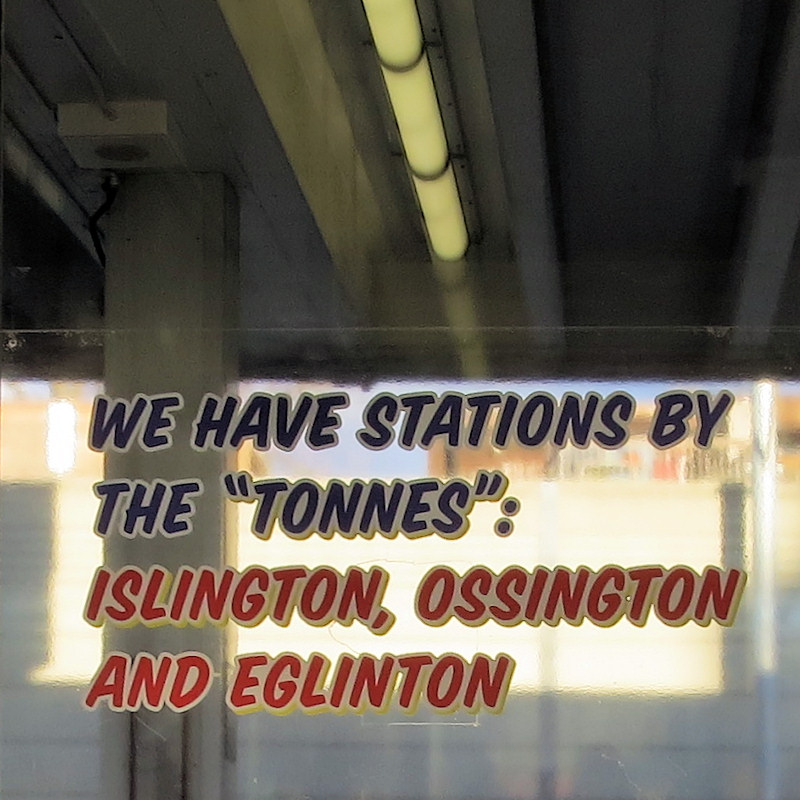 WE HAVE STATIONS BY
THE “TONNES”:
ISLINGTON, OSSINGTON
AND EGLINTON